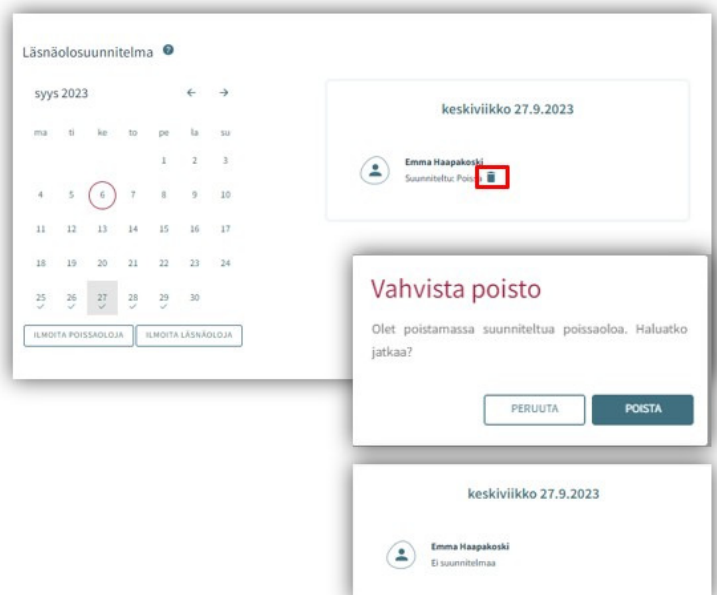 Läsnäolosuunnitelma ?
syys 2023 ← →
ma ti ke to pe la su
1 2 3
4 5 6 7 8 9 10
11 12 13 14 15 16 17
18 19 20 21 22 23 24
25 26 27 28 29 30
ILMOITA POISSAOLOJA ILMOITA LÄSNÄOLOJA
keskiviikko 27.9.2023
Emma Haapakoski
Suunniteltu: Poissa
Vahvista poisto
Olet poistamassa suunniteltua poissaoloa. Haluatko
jatkaa?
PERUUTA POISTA
keskiviikko 27.9.2023
Emma Haapakoski
Ei suunnitelmaa